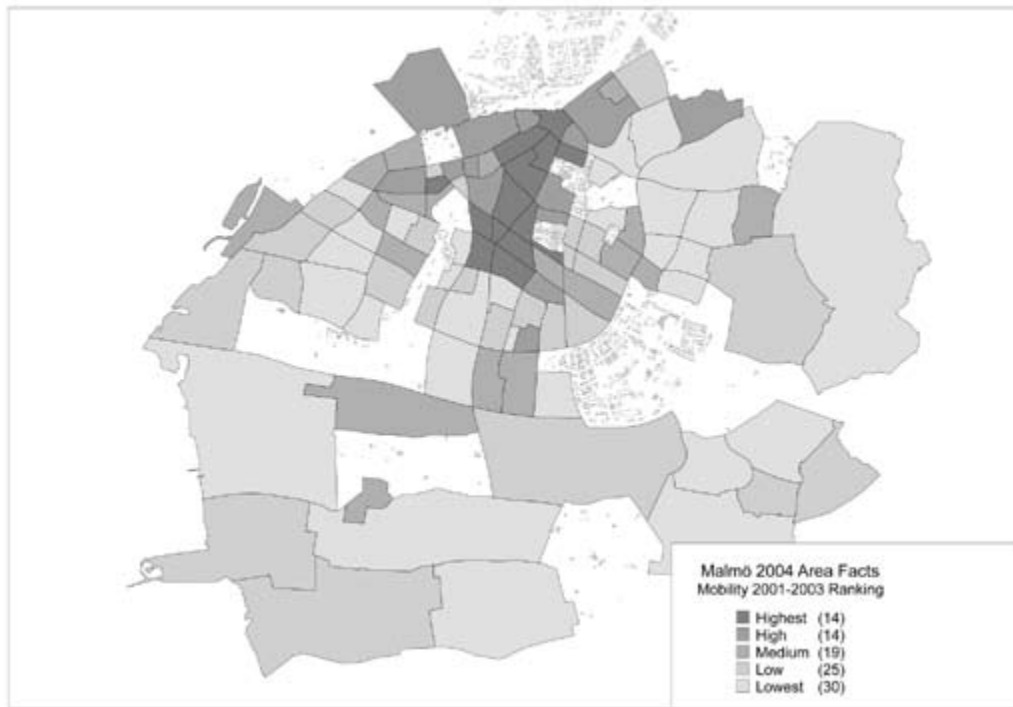 Malmö 2004 Area Facts
Mobility 2001-2003 Ranking
Highest (14)
High (14)
Medium (19)
Low (25)
Lowest (30)